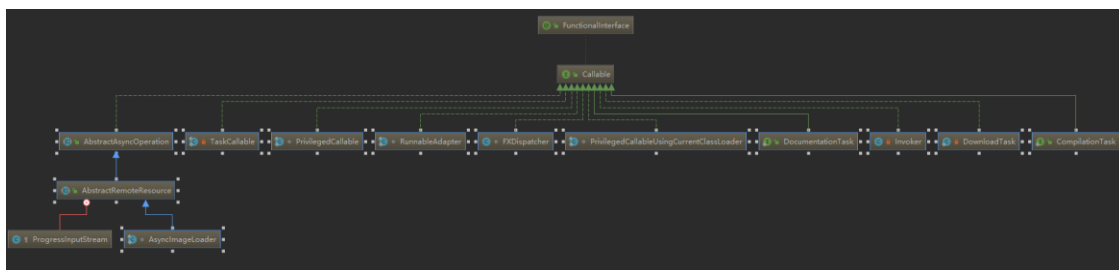 FunctionalInterface
Callable
AbstractAsyncOperation TaskCallable PrivilegedCallable RunnableAdapter FXDispatcher PrivilegedCallableUsingCurrentClassLoader DocumentationTask Invoker DownloadTask CompilationTask
AbstractRemoteResource
ProgressInputStream AsyncImageLoader